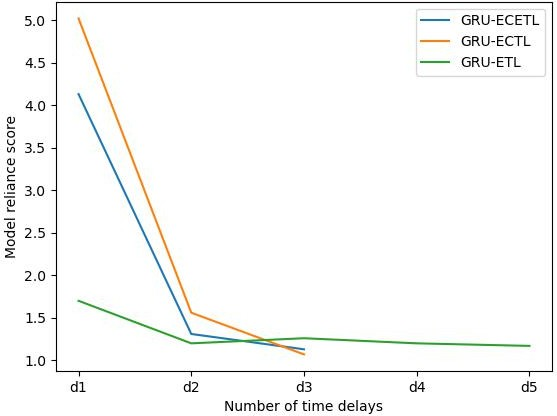 GRU-ECETL
GRU-ECTL
GRU-ETL
Model reliance score
5.0
4.5
4.0
3.5
3.0
2.5
2.0
1.5
1.0
d1 d2 d3 d4 d5
Number of time delays